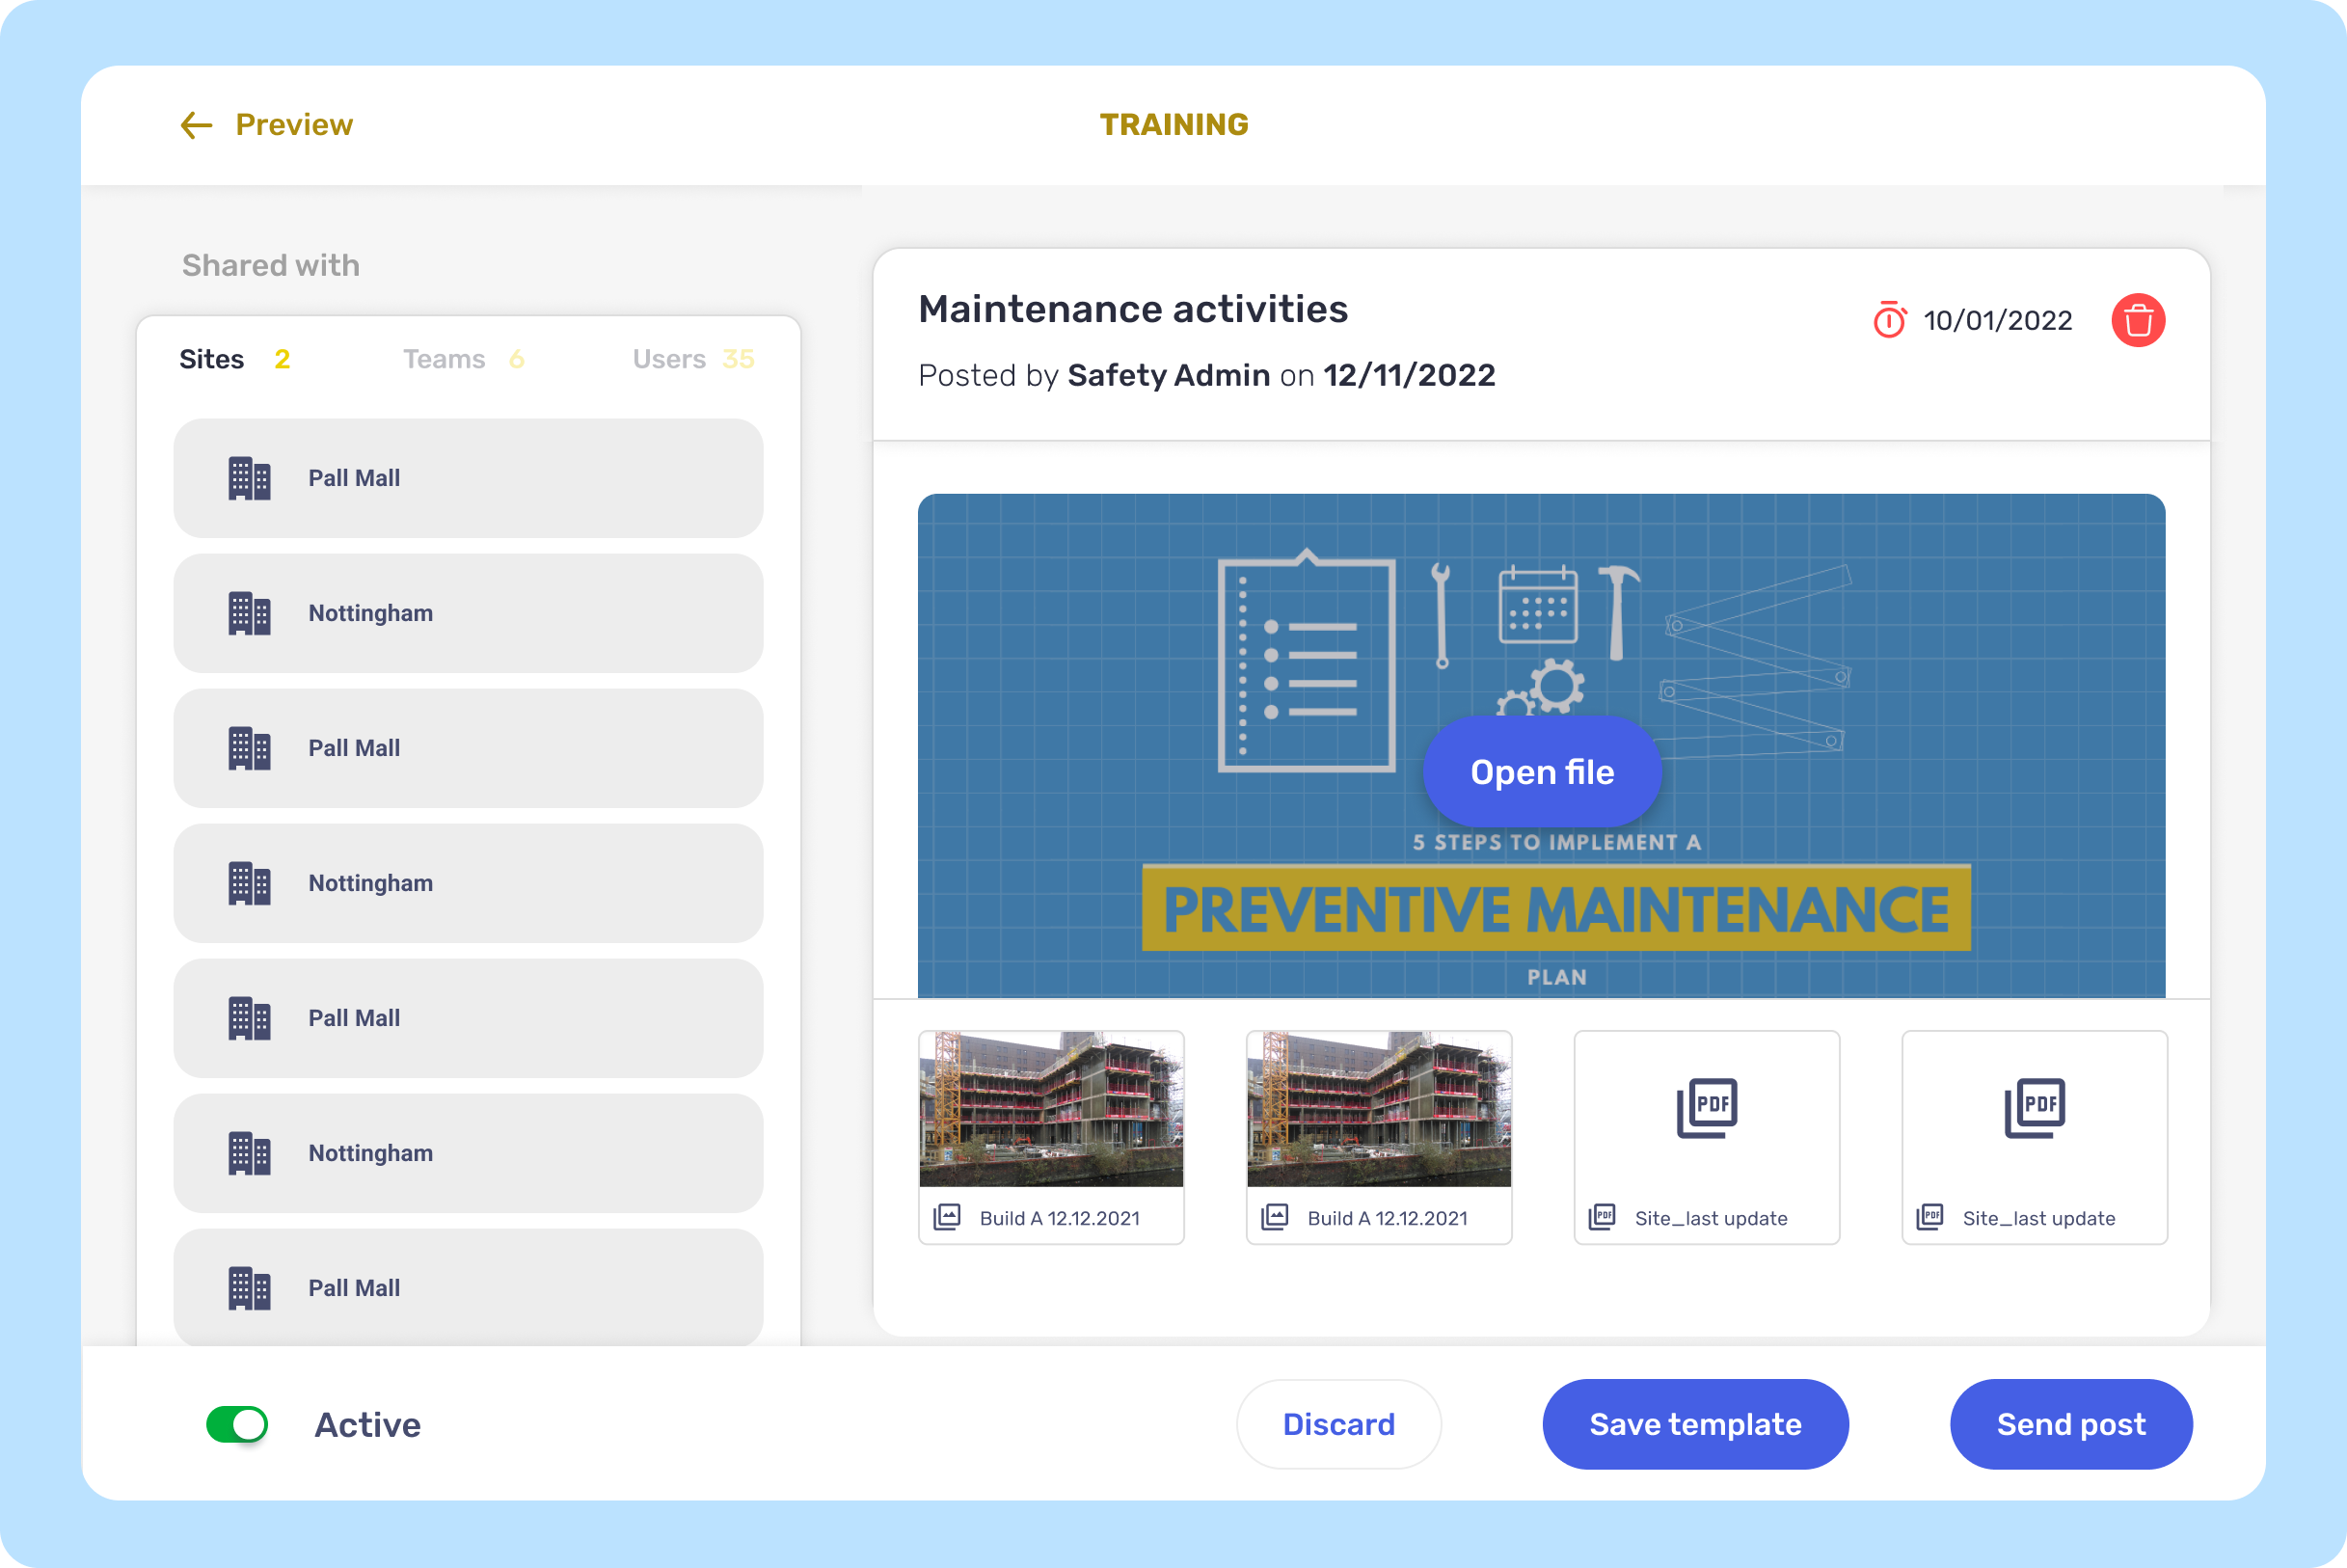 Preview
TRAINING
Shared with
Sites 2 Teams 6 Users 35
Pall Mall
Nottingham
Pall Mall
Nottingham
Pall Mall
Nottingham
Pall Mall
Maintenance activities
Posted by Safety Admin on 12/11/2022
10/01/2022
Open file
5 STEPS TO IMPLEMENT A
PREVENTIVE MAINTENANCE
PLAN
Build A 12.12.2021
Build A 12.12.2021
PDF
PDF Site_last update
PDF
PDF Site_last update
Active
Discard
Save template
Send post